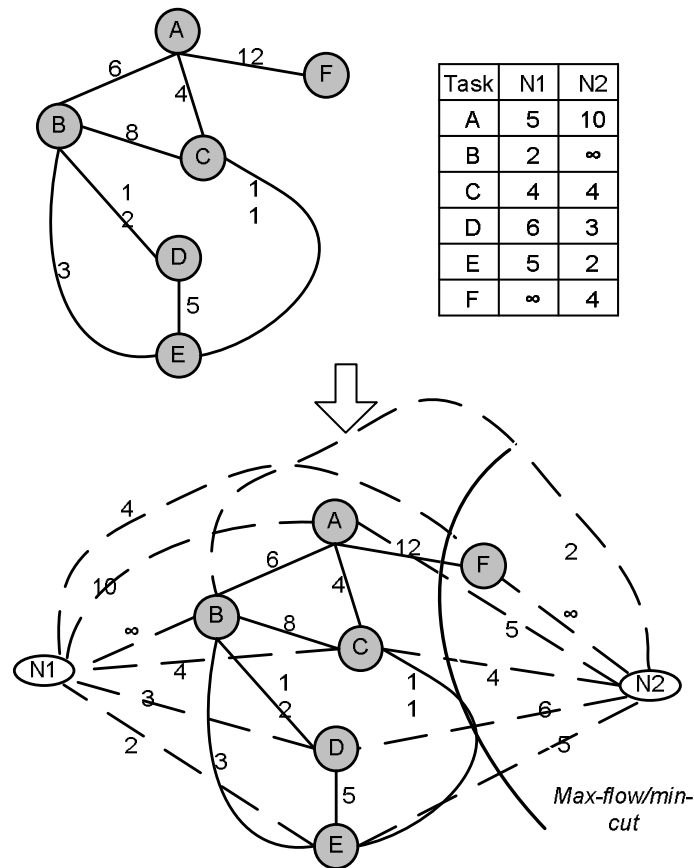 A
12
F
6
4
B
8
C
1
2
1
1
D
3
5
E
Task N1 N2
A 5 10
B 2 ∞
C 4 4
D 6 3
E 5 2
F ∞ 4
4
A
12
F
2
6
10
4
∞
B
8
5
∞
C
N1
4
4
N2
1
2
1
1
3
6
2
D
5
3
5
Max-flow/min-
cut
E